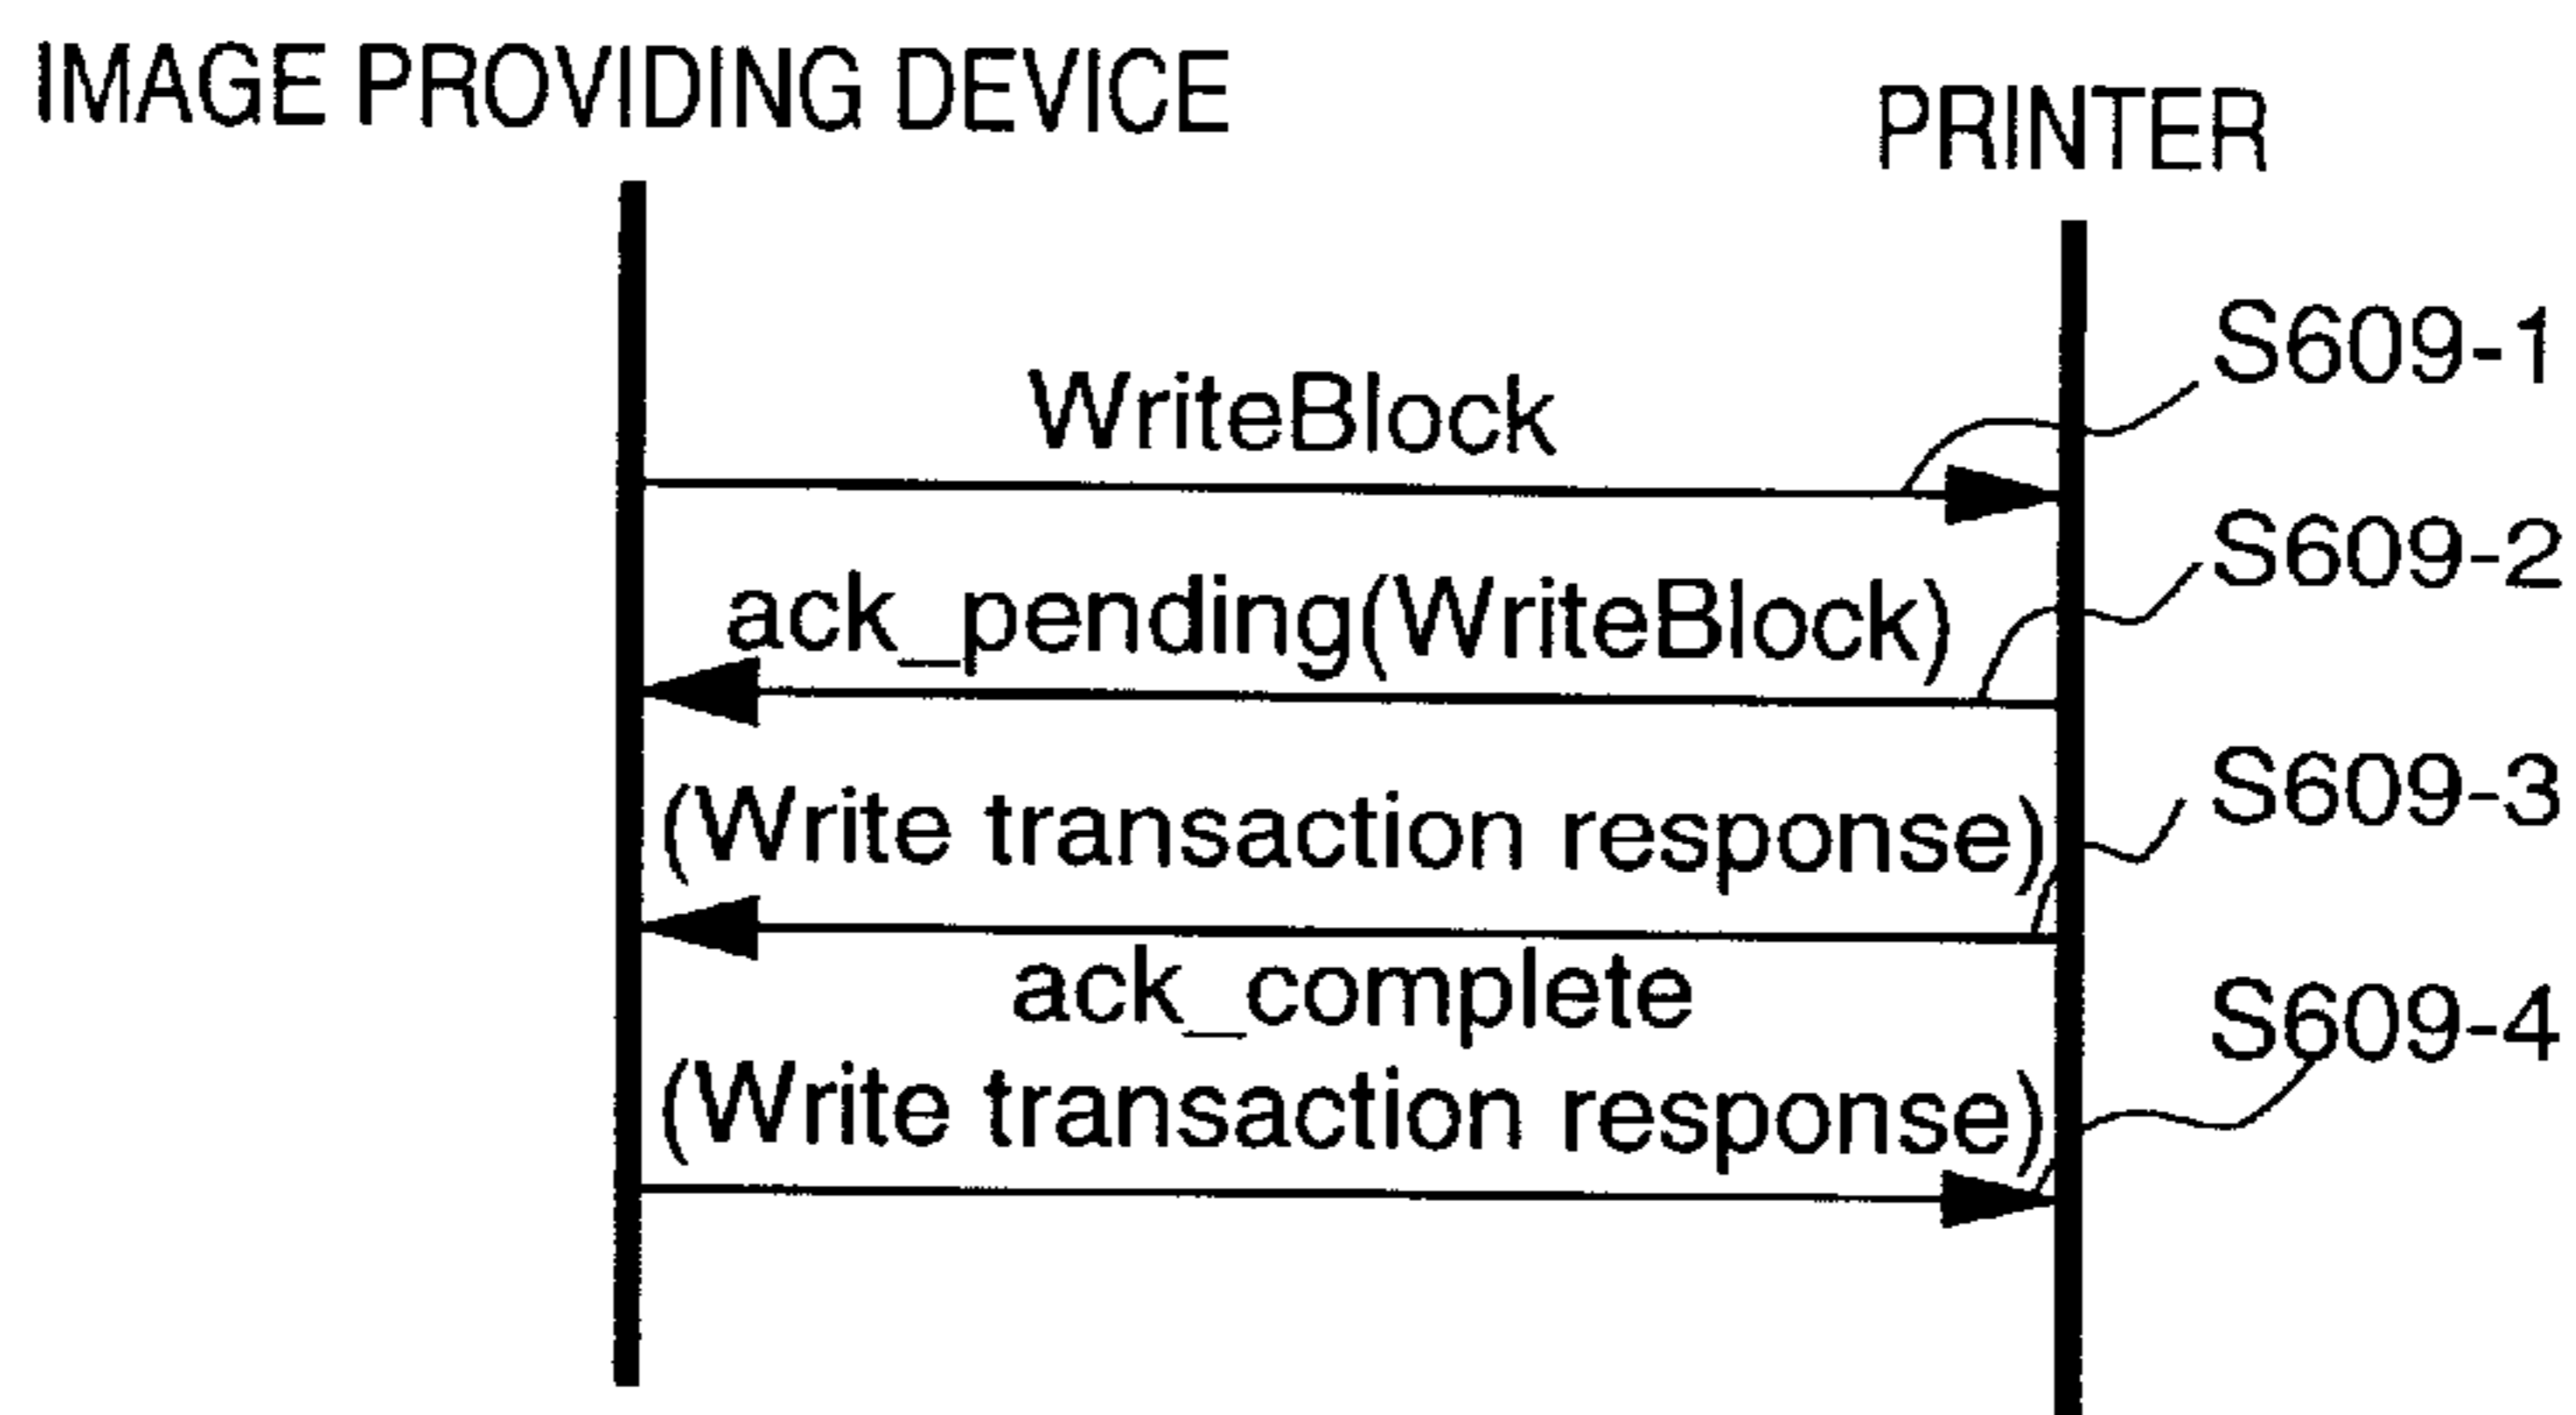 IMAGE PROVIDING DEVICE
PRINTER
S609-1
WriteBlock
S609-2
ack_pending(WriteBlock)
S609-3
(Write transaction response)
ack_complete
S609-4
(Write transaction response)